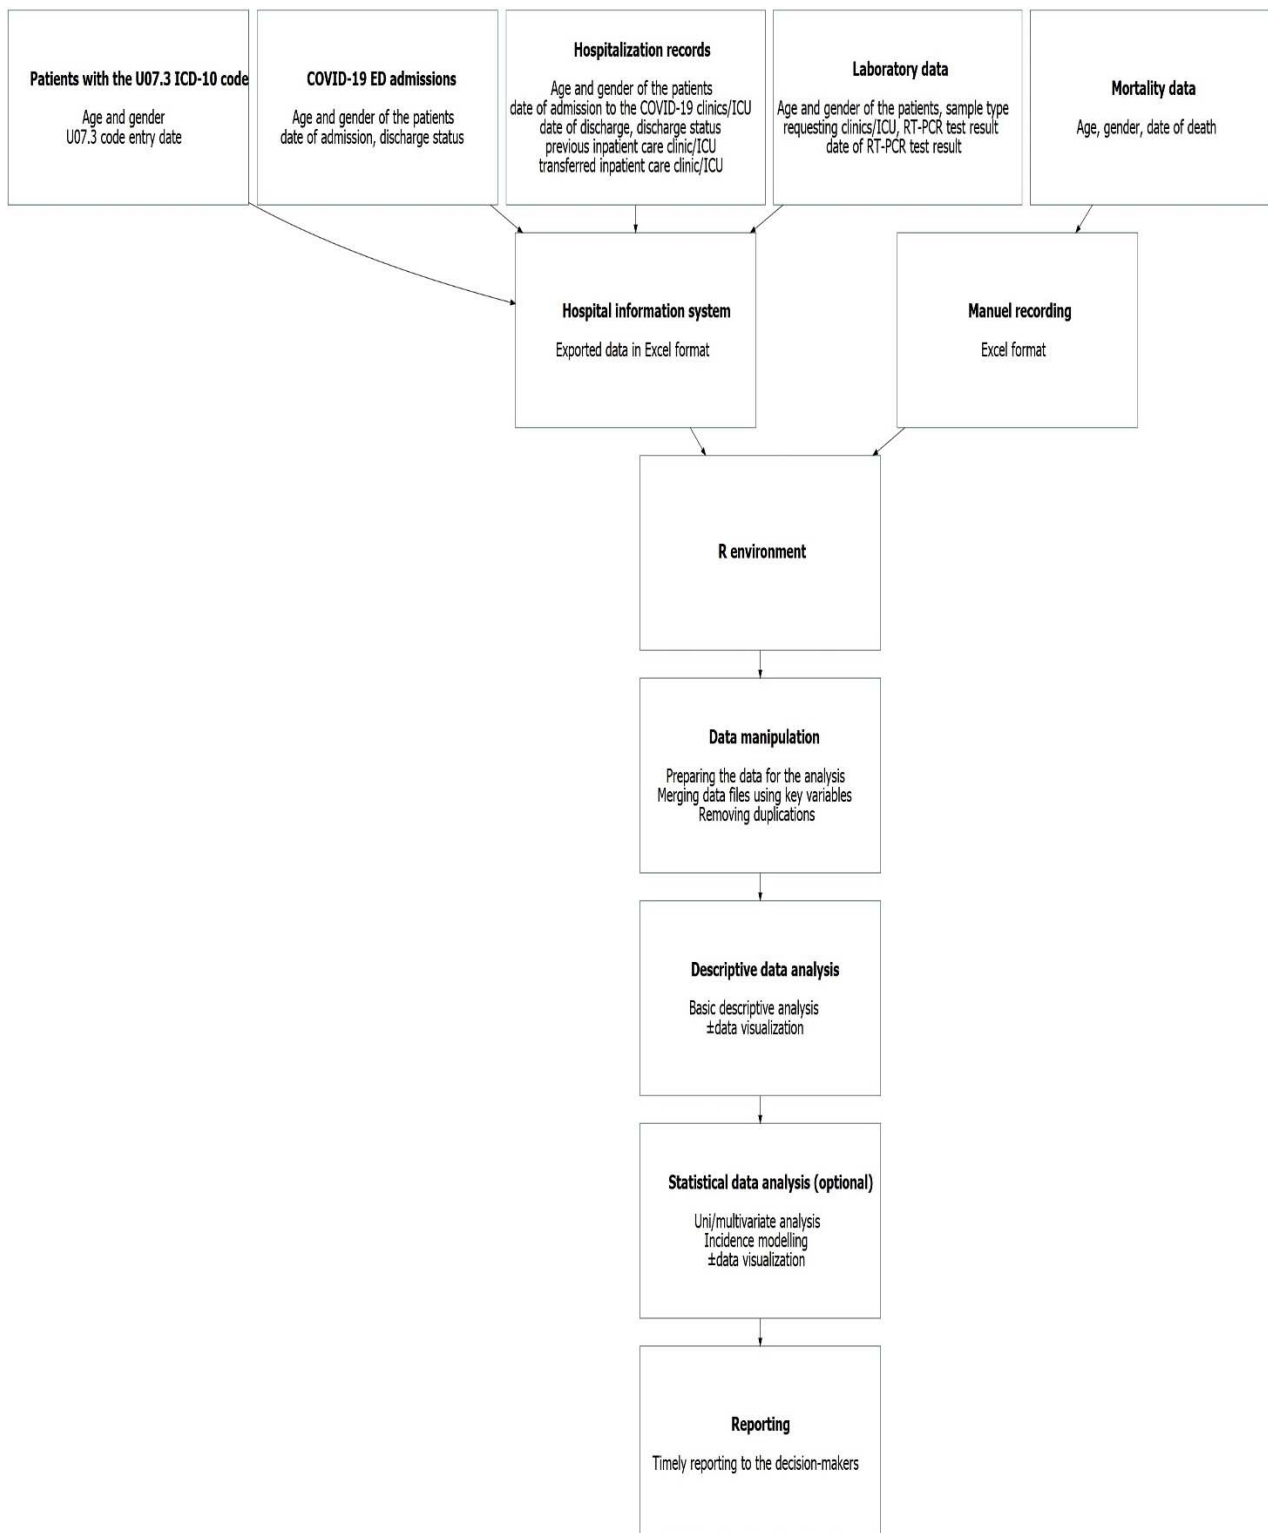 Patients with the U07.3 ICD-10 code
Age and gender
U07.3 code entry date
COVID-19 ED admissions
Age and gender of the patients
date of admission, discharge status
Hospitalization records
Age and gender of the patients
date of admission to the COVID-19 clinics/ICU
date of discharge, discharge status
previous inpatient care clinic/ICU
transferred inpatient care clinic/ICU
Laboratory data
Age and gender of the patients, sample type
requesting clinics/ICU, RT-PCR test result
date of RT-PCR test result
Mortality data
Age, gender, date of death
Hospital information system
Exported data in Excel format
Manuel recording
Excel format
R environment
Data manipulation
Preparing the data for the analysis
Merging data files using key variables
Removing duplications
Descriptive data analysis
Basic descriptive analysis
±data visualization
Statistical data analysis (optional)
Uni/multivariate analysis
Incidence modelling
±data visualization
Reporting
Timely reporting to the decision-makers